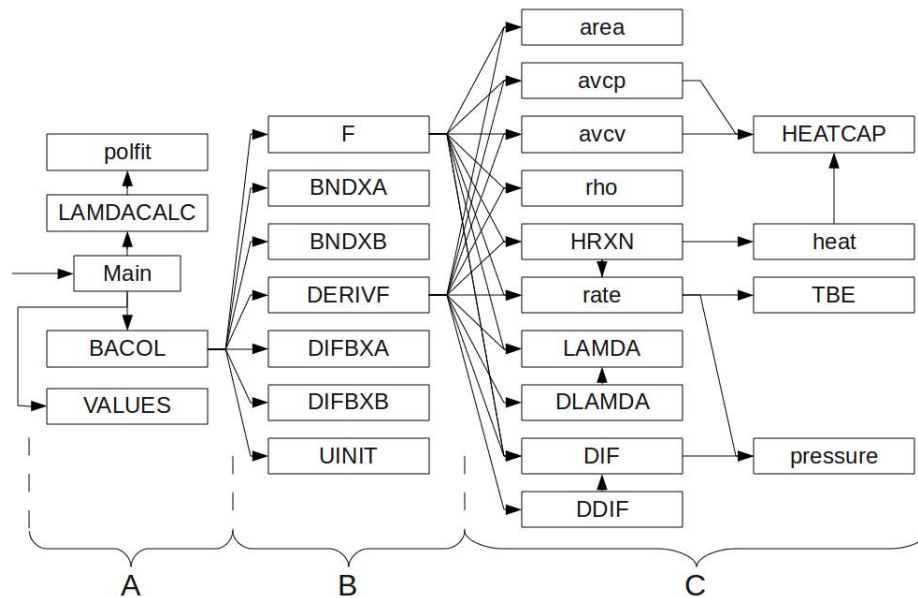 area
avcp
F
avcv
HEATCAP
polfit
BNDXA
rho
LAMDACALC
BNDXB
HRXN
heat
Main
DERIVF
rate
TBE
BACOL
DIFBXA
LAMDA
VALUES
DIFBXB
DLAMDA
UINIT
DIF
pressure
DDIF
A
B
C